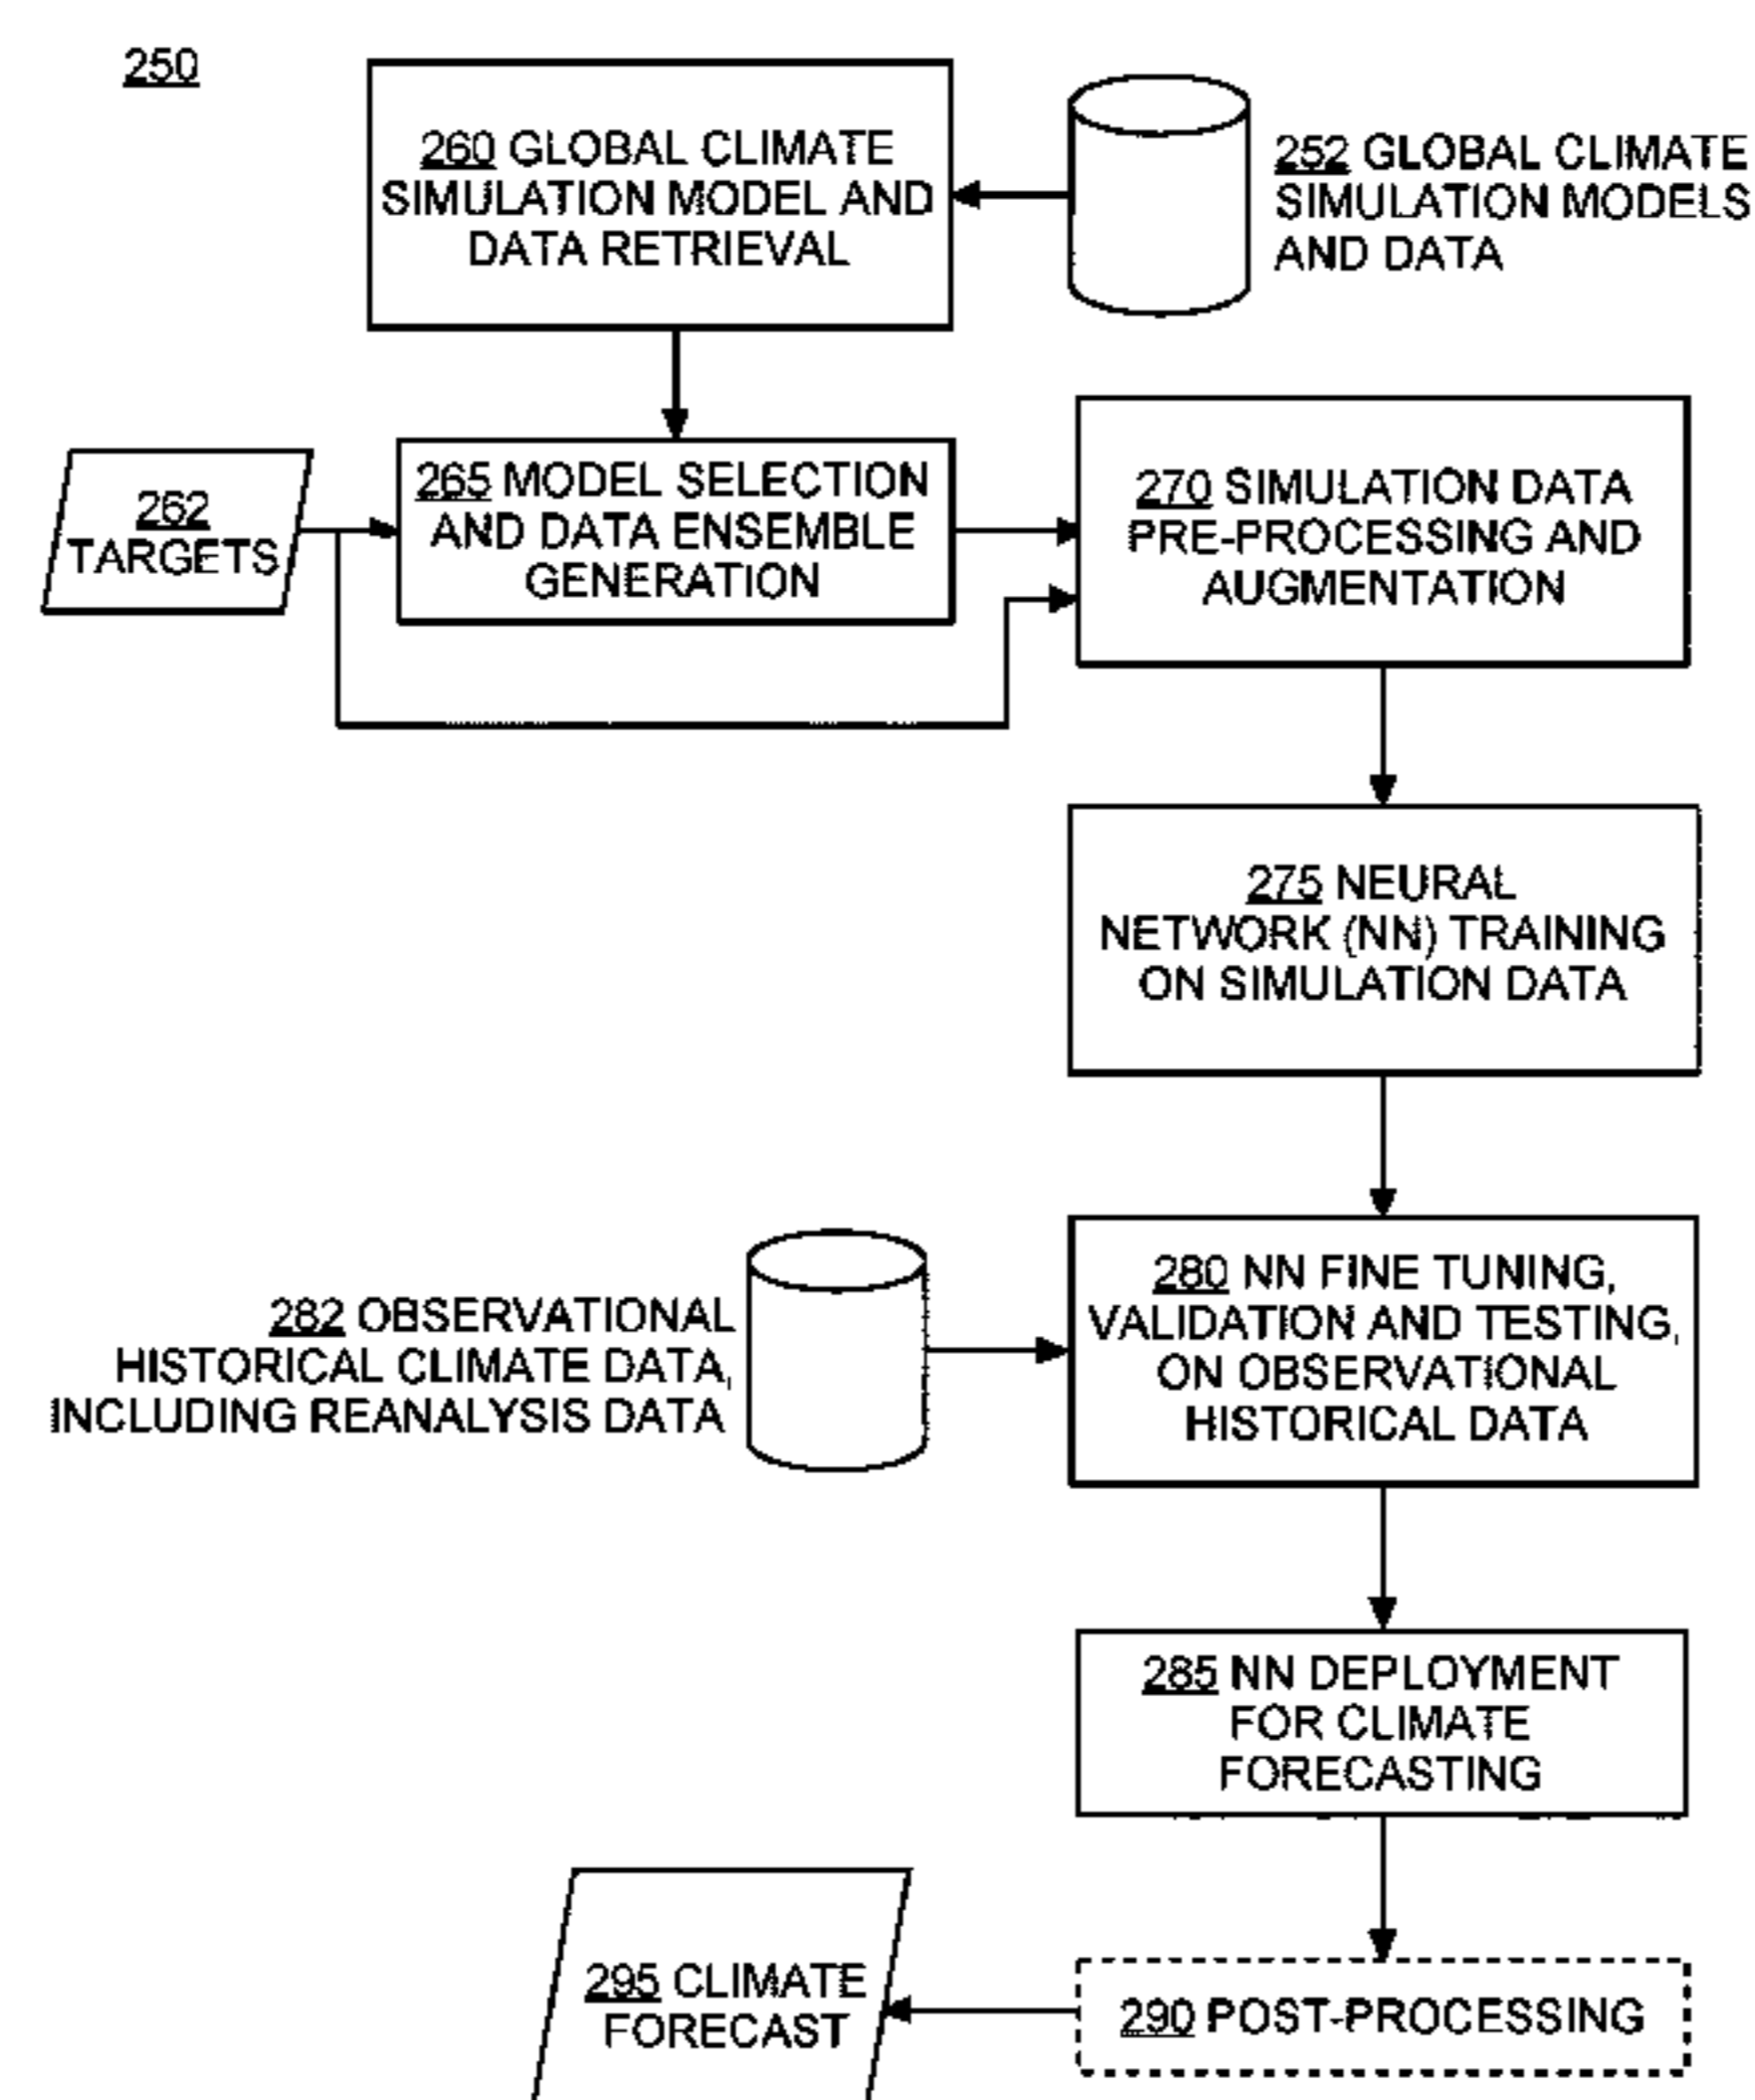 250
260 GLOBAL CLIMATE
SIMULATION MODEL AND
DATA RETRIEVAL
252 GLOBAL CLIMATE
SIMULATION MODELS
AND DATA
262
TARGETS
265 MODEL SELECTION
AND DATA ENSEMBLE
GENERATION
270 SIMULATION DATA
PRE-PROCESSING AND
AUGMENTATION
275 NEURAL
NETWORK (NN) TRAINING
ON SIMULATION DATA
282 OBSERVATIONAL
HISTORICAL CLIMATE DATA,
INCLUDING REANALYSIS DATA
280 NN FINE TUNING,
VALIDATION AND TESTING,
ON OBSERVATIONAL
HISTORICAL DATA
285 NN DEPLOYMENT
FOR CLIMATE
FORECASTING
295 CLIMATE
FORECAST
290 POST-PROCESSING